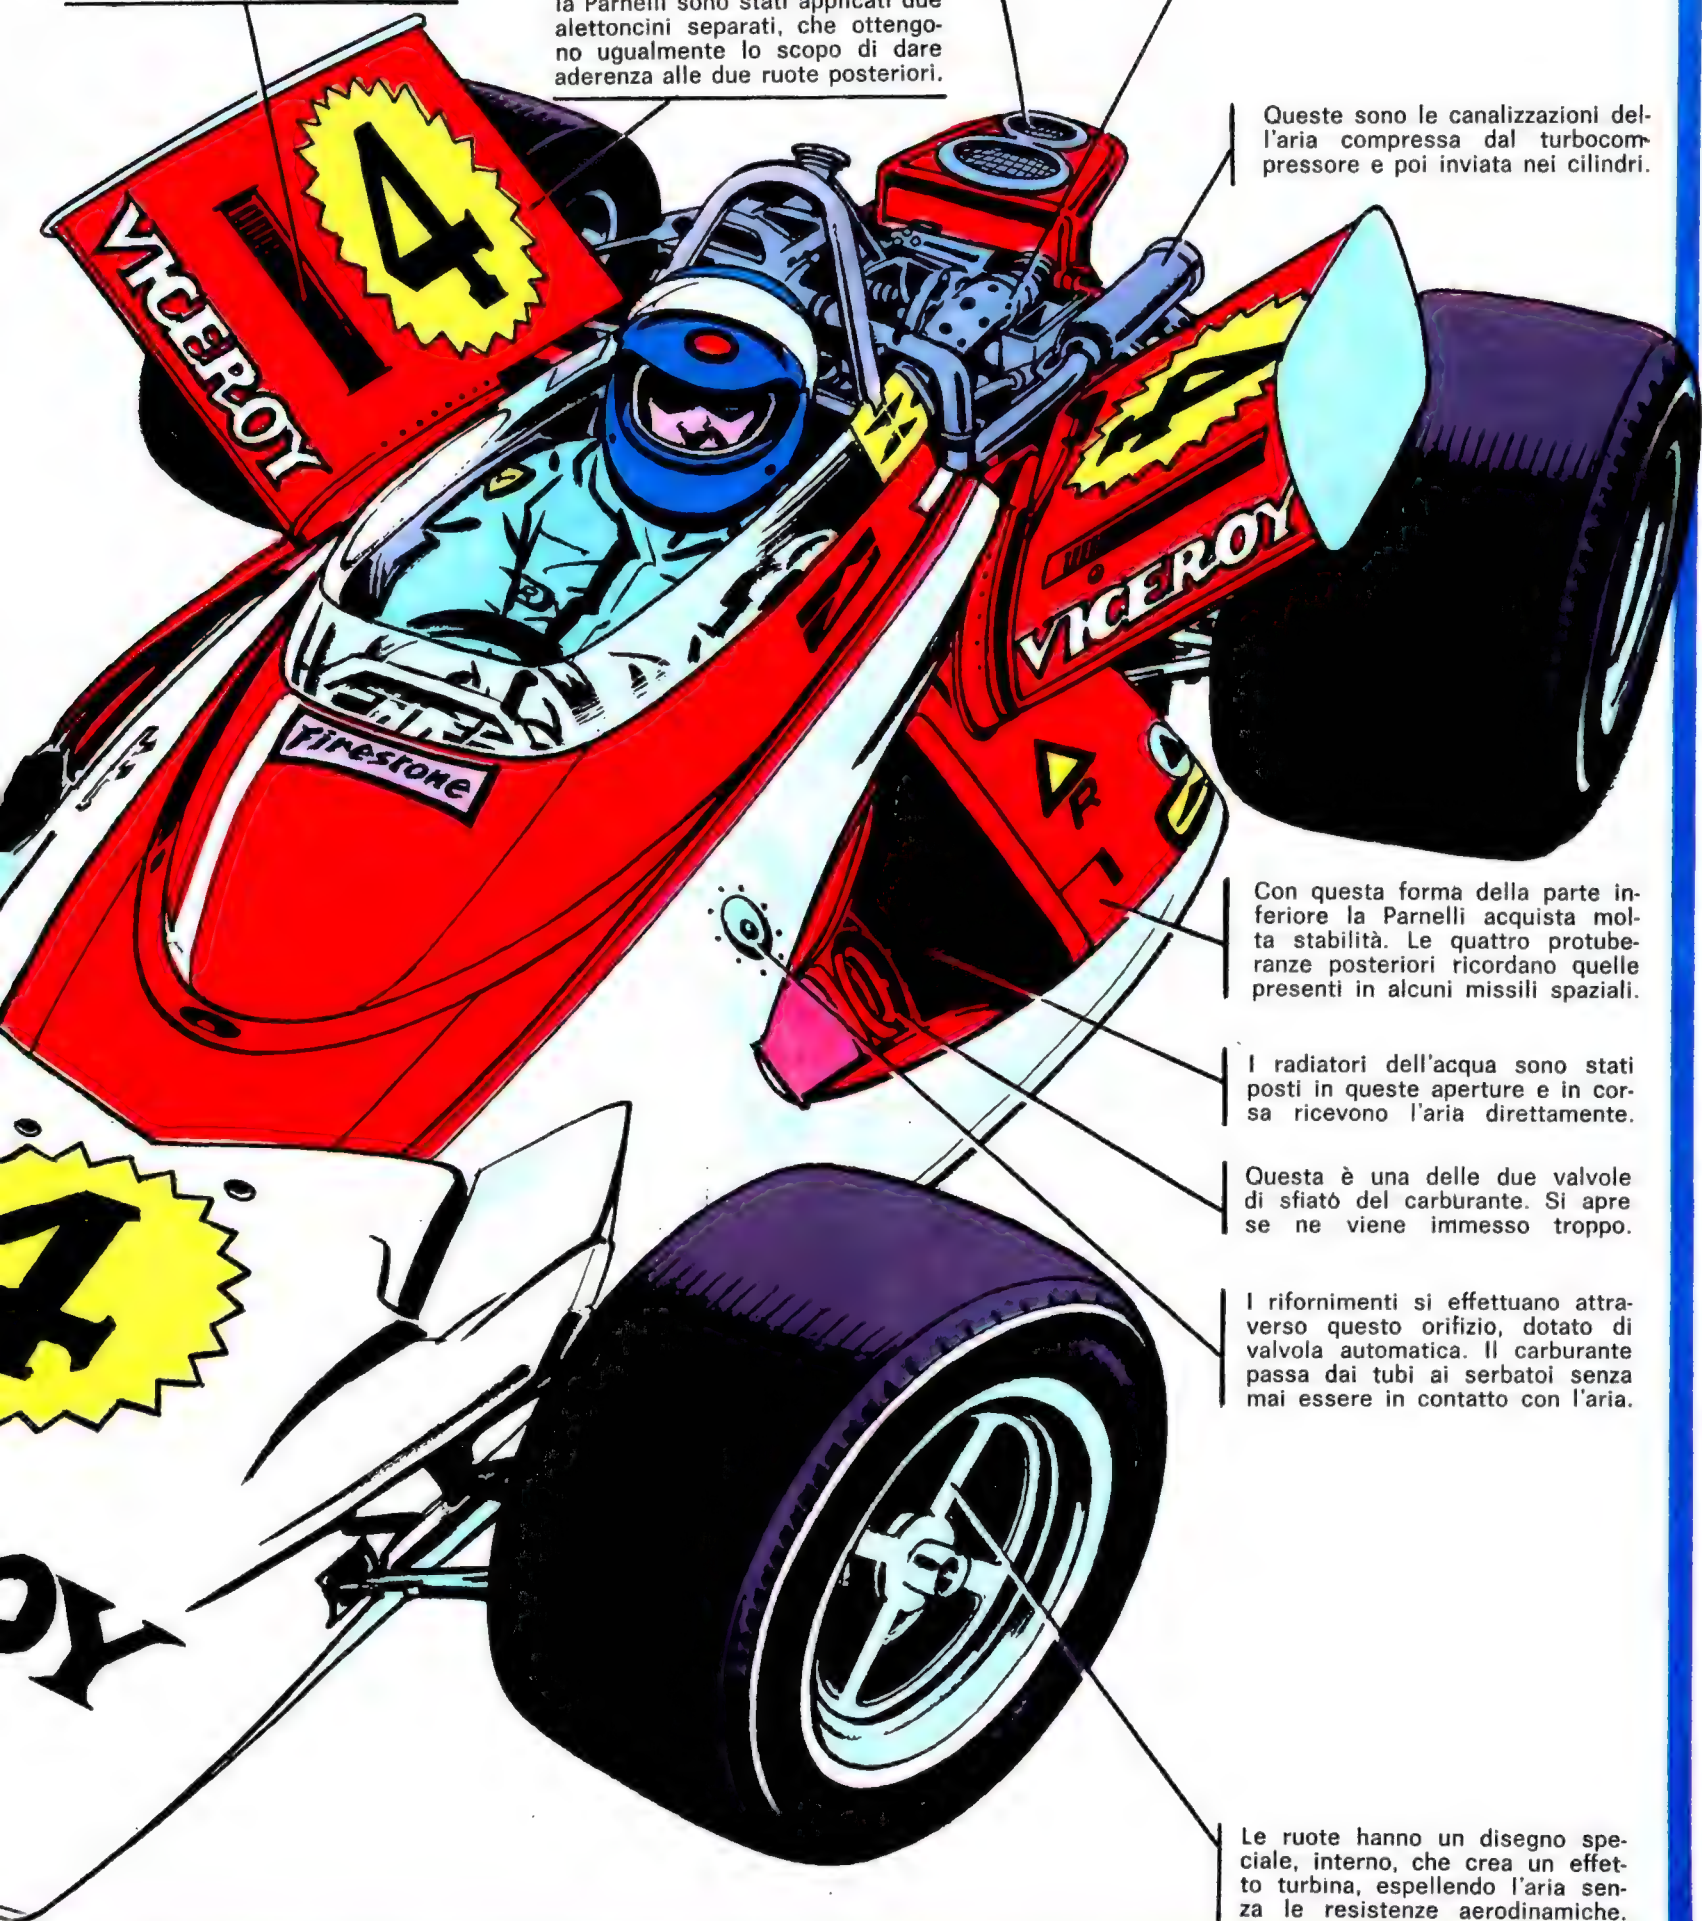 la Parnelli sono stati applicati due
alettoncini separati, che ottengo-
no ugualmente lo scopo di dare
aderenza alle due ruote posteriori.
Queste sono le canalizzazioni del-
l'aria compressa dal turbocom-
pressore e poi inviata nei cilindri.
4
VICEROY
4
VICEROY
Firestone
Con questa forma della parte in-
feriore la Parnelli acquista mol-
ta stabilità. Le quattro protube-
ranze posteriori ricordano quelle
presenti in alcuni missili spaziali.
I radiatori dell'acqua sono stati
posti in queste aperture e in cor-
sa ricevono l'aria direttamente.
Questa è una delle due valvole
di sfiató del carburante. Si apre
se ne viene immesso troppo.
I rifornimenti si effettuano attra-
verso questo orifizio, dotato di
valvola automatica. Il carburante
passa dai tubi ai serbatoi senza
mai essere in contatto con l'aria.
4
OY
Le ruote hanno un disegno spe-
ciale, interno, che crea un effet-
to turbina, espellendo l'aria sen-
za le resistenze aerodinamiche.